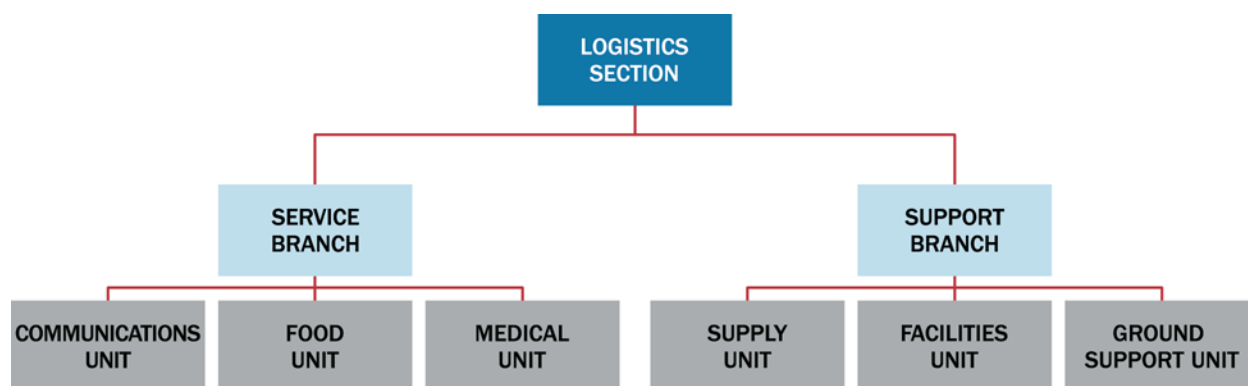 LOGISTICS
SECTION
SERVICE
BRANCH
SUPPORT
BRANCH
COMMUNICATIONS
UNIT
FOOD
UNIT
MEDICAL
UNIT
SUPPLY
UNIT
FACILITIES
UNIT
GROUND
SUPPORT UNIT